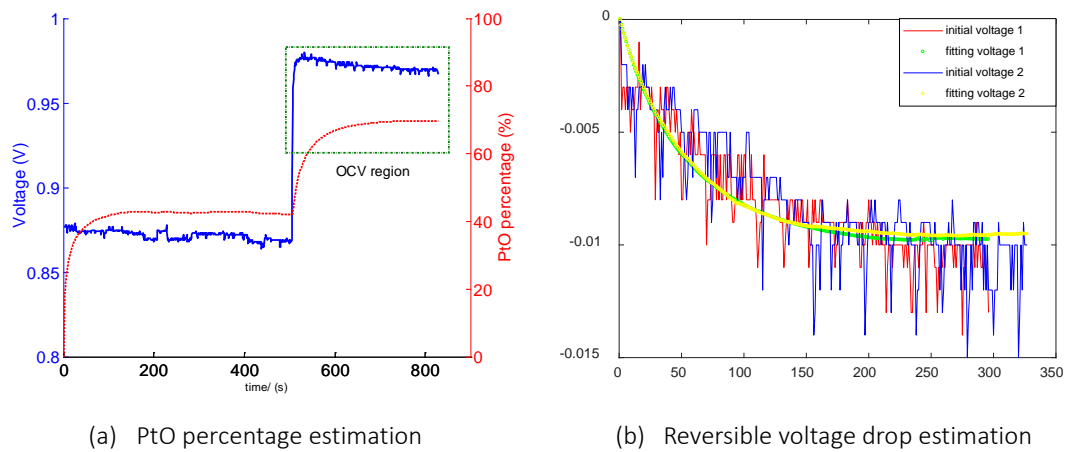 1
0.95
0.9
0.85
0.8
Voltage (V)
100
80
60
40
20
0
PtO percentage (%)
OCV region
0
200
400
600
800
time/ (s)
(a) PtO percentage estimation
0
-0.005
-0.01
-0.015
initial voltage 1
fitting voltage 1
initial voltage 2
fitting voltage 2
0
50
100
150
200
250
300
350
(b) Reversible voltage drop estimation